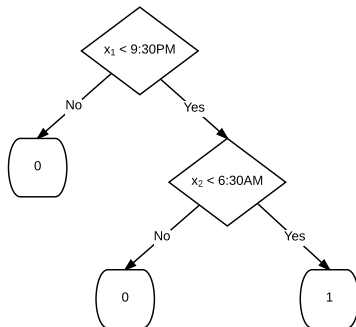 x₁ < 9:30PM
No
Yes
0
x₂ < 6:30AM
No
Yes
0
1